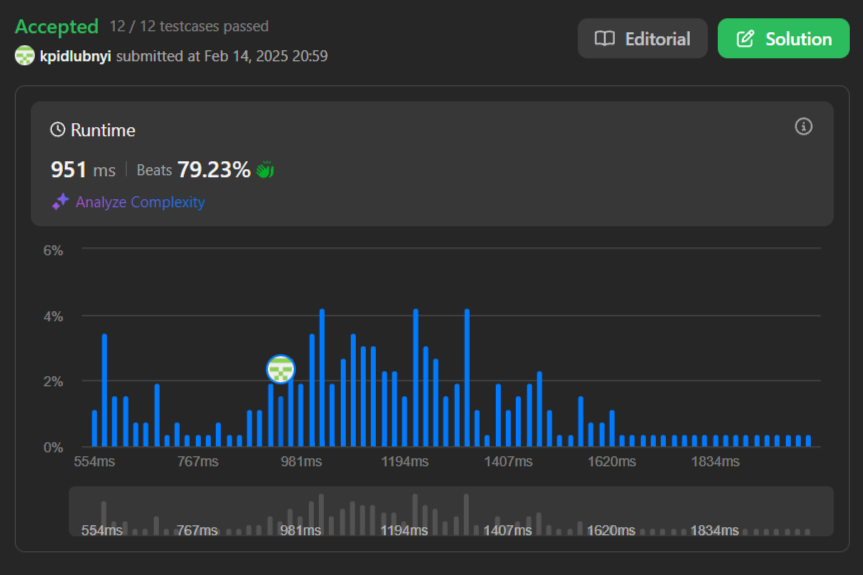 Accepted 12 / 12 testcases passed
kpidlubnyi submitted at Feb 14, 2025 20:59
Editorial
Solution
Runtime
951 ms Beats 79.23%
Analyze Complexity
6%
4%
2%
0%
554ms 767ms 981ms 1194ms 1407ms 1620ms 1834ms
554ms 767ms 981ms 1194ms 1407ms 1620ms 1834ms